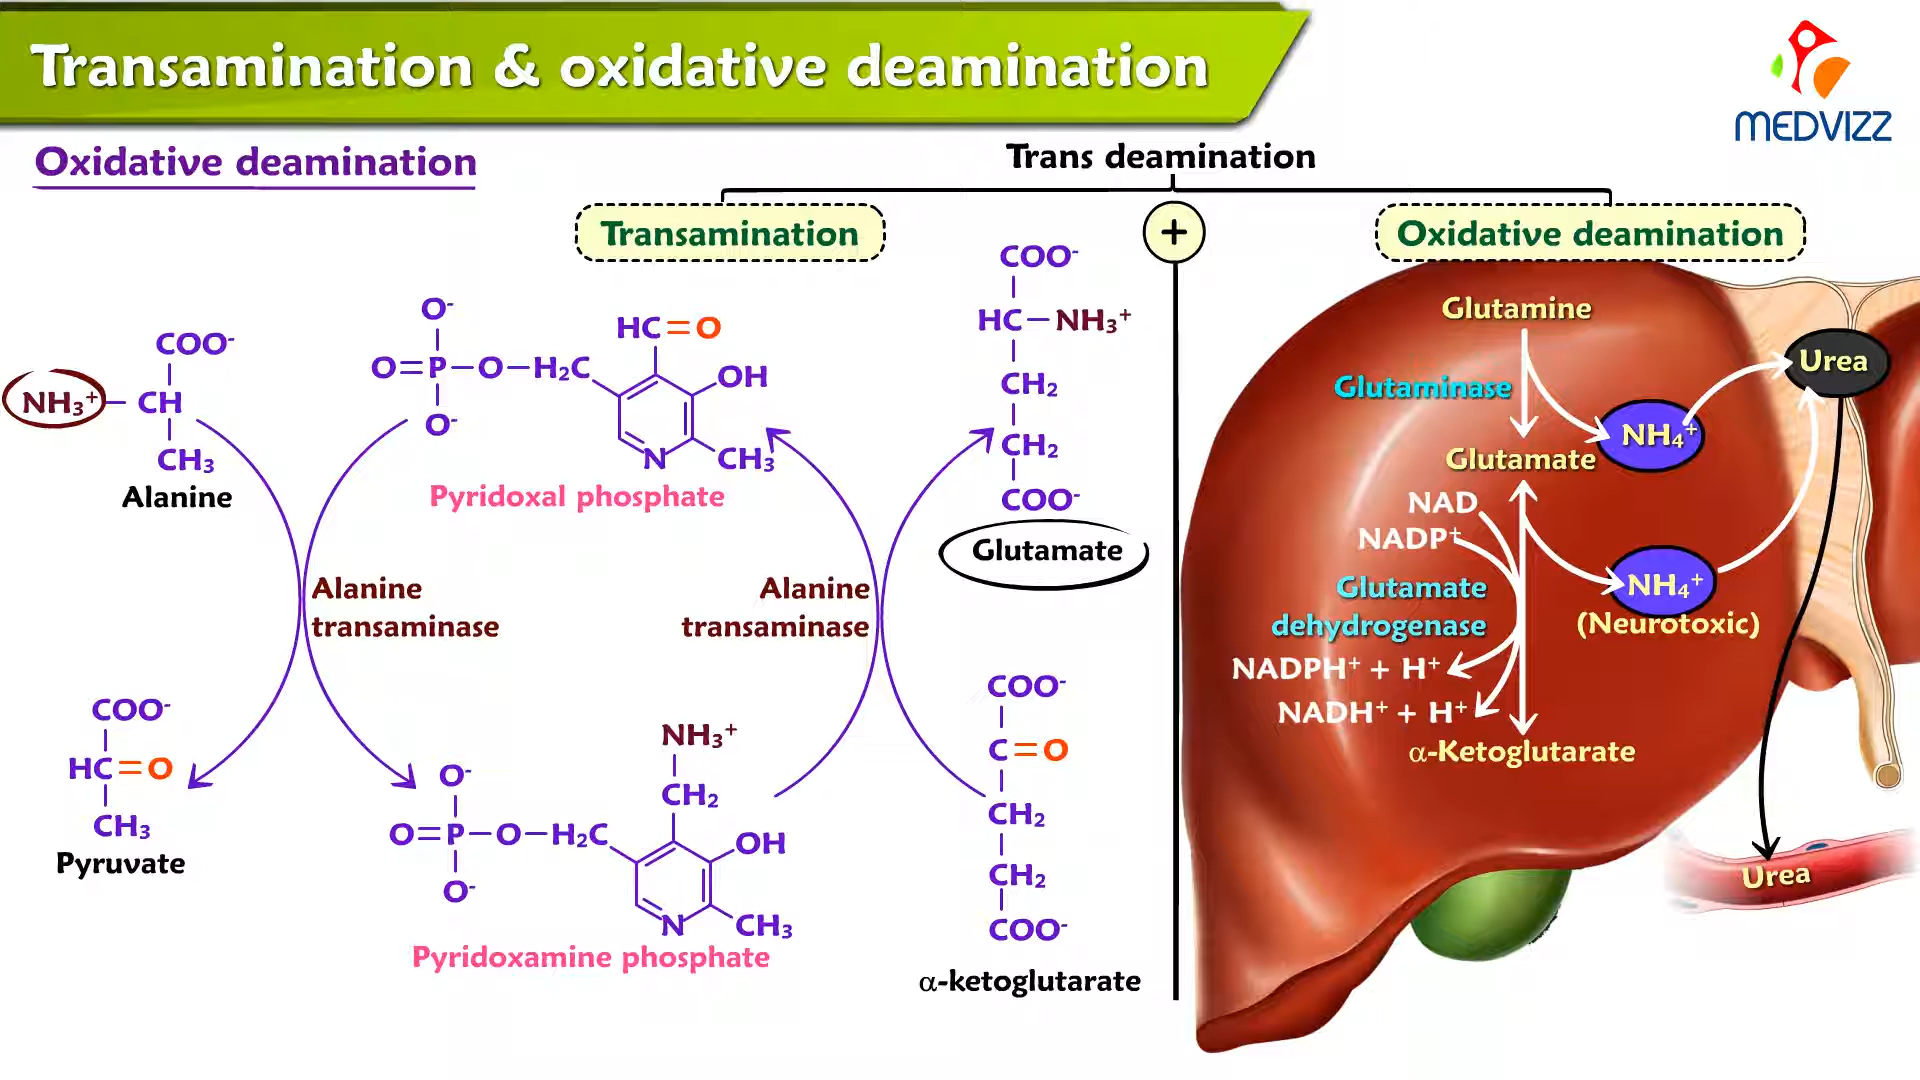 Transamination & oxidative deamination
MEDVIZZ
Oxidative deamination
Trans deamination
Transamination
+
Oxidative deamination
COO⁻
NH₃⁺ — CH
CH₃
Alanine
O⁻
O=P—O—H₂C
O⁻
HC=O
OH
N
CH₃
Pyridoxal phosphate
COO⁻
HC—NH₃⁺
CH₂
CH₂
COO⁻
Glutamate
Alanine
transaminase
Alanine
transaminase
COO⁻
HC=O
CH₃
Pyruvate
O⁻
O=P—O—H₂C
O⁻
NH₃⁺
CH₂
OH
N
CH₃
Pyridoxamine phosphate
COO⁻
C=O
CH₂
CH₂
COO⁻
α-ketoglutarate
Glutamine
Glutaminase
NH₄⁺
Urea
Glutamate
NAD
NADP⁺
Glutamate
dehydrogenase
NH₄⁺
(Neurotoxic)
NADPH⁺ + H⁺
NADH⁺ + H⁺
α-Ketoglutarate
Urea